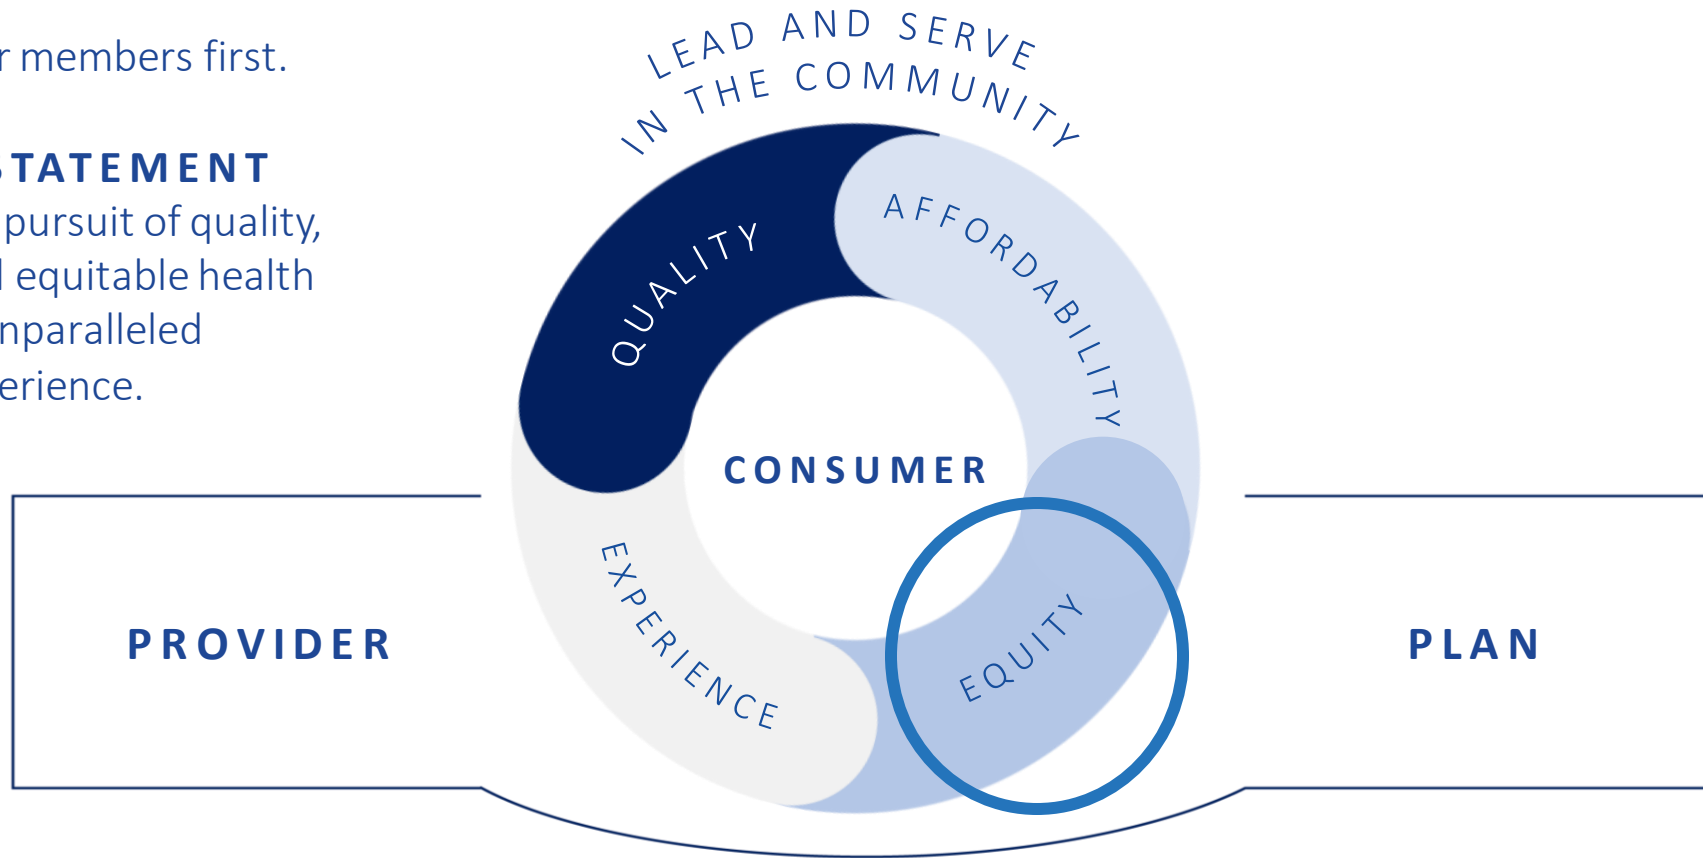 r members first.
STATEMENT
pursuit of quality,
equitable health
nparalleled
erience.
LEAD AND SERVE
IN THE COMMUNITY
QUALITY
AFFORDABILITY
CONSUMER
EXPERIENCE
EQUITY
PROVIDER
PLAN